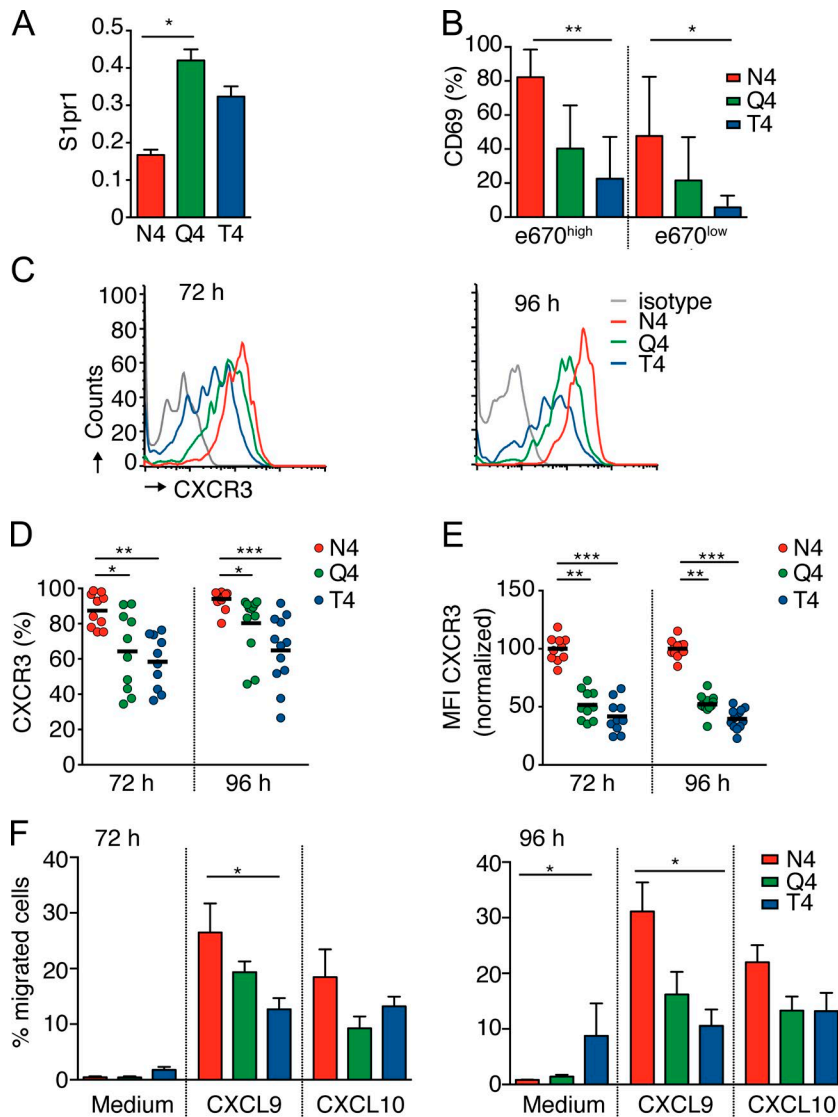 A
S1pr1
0.5
0.4
0.3
0.2
0.1
0
*
N4 Q4 T4
B
CD69 (%)
100
80
60
40
20
0
**
*
N4
Q4
T4
e670high
e670low
C
72 h
100
80
60
40
20
0
↑ Counts
→ CXCR3
96 h
isotype
N4
Q4
T4
D
CXCR3 (%)
100
80
60
40
20
0
**
*
***
*
N4
Q4
T4
72 h
96 h
E
MFI CXCR3
(normalized)
150
100
50
0
***
**
***
**
N4
Q4
T4
72 h
96 h
F
72 h
% migrated cells
40
30
20
10
0
*
Medium CXCL9 CXCL10
96 h
40
30
20
10
0
*
*
N4
Q4
T4
Medium CXCL9 CXCL10